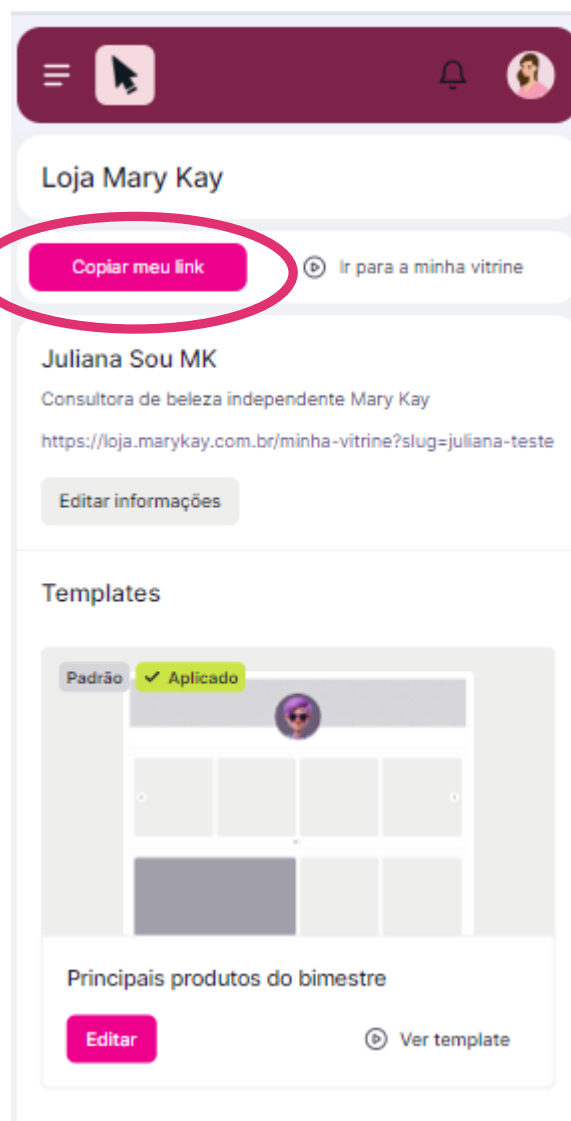 Loja Mary Kay
Copiar meu link
Ir para a minha vitrine
Juliana Sou MK
Consultora de beleza independente Mary Kay
https://loja.marykay.com.br/minha-vitrine?slug=juliana-teste
Editar informações
Templates
Padrão
Aplicado
Principais produtos do bimestre
Editar
Ver template